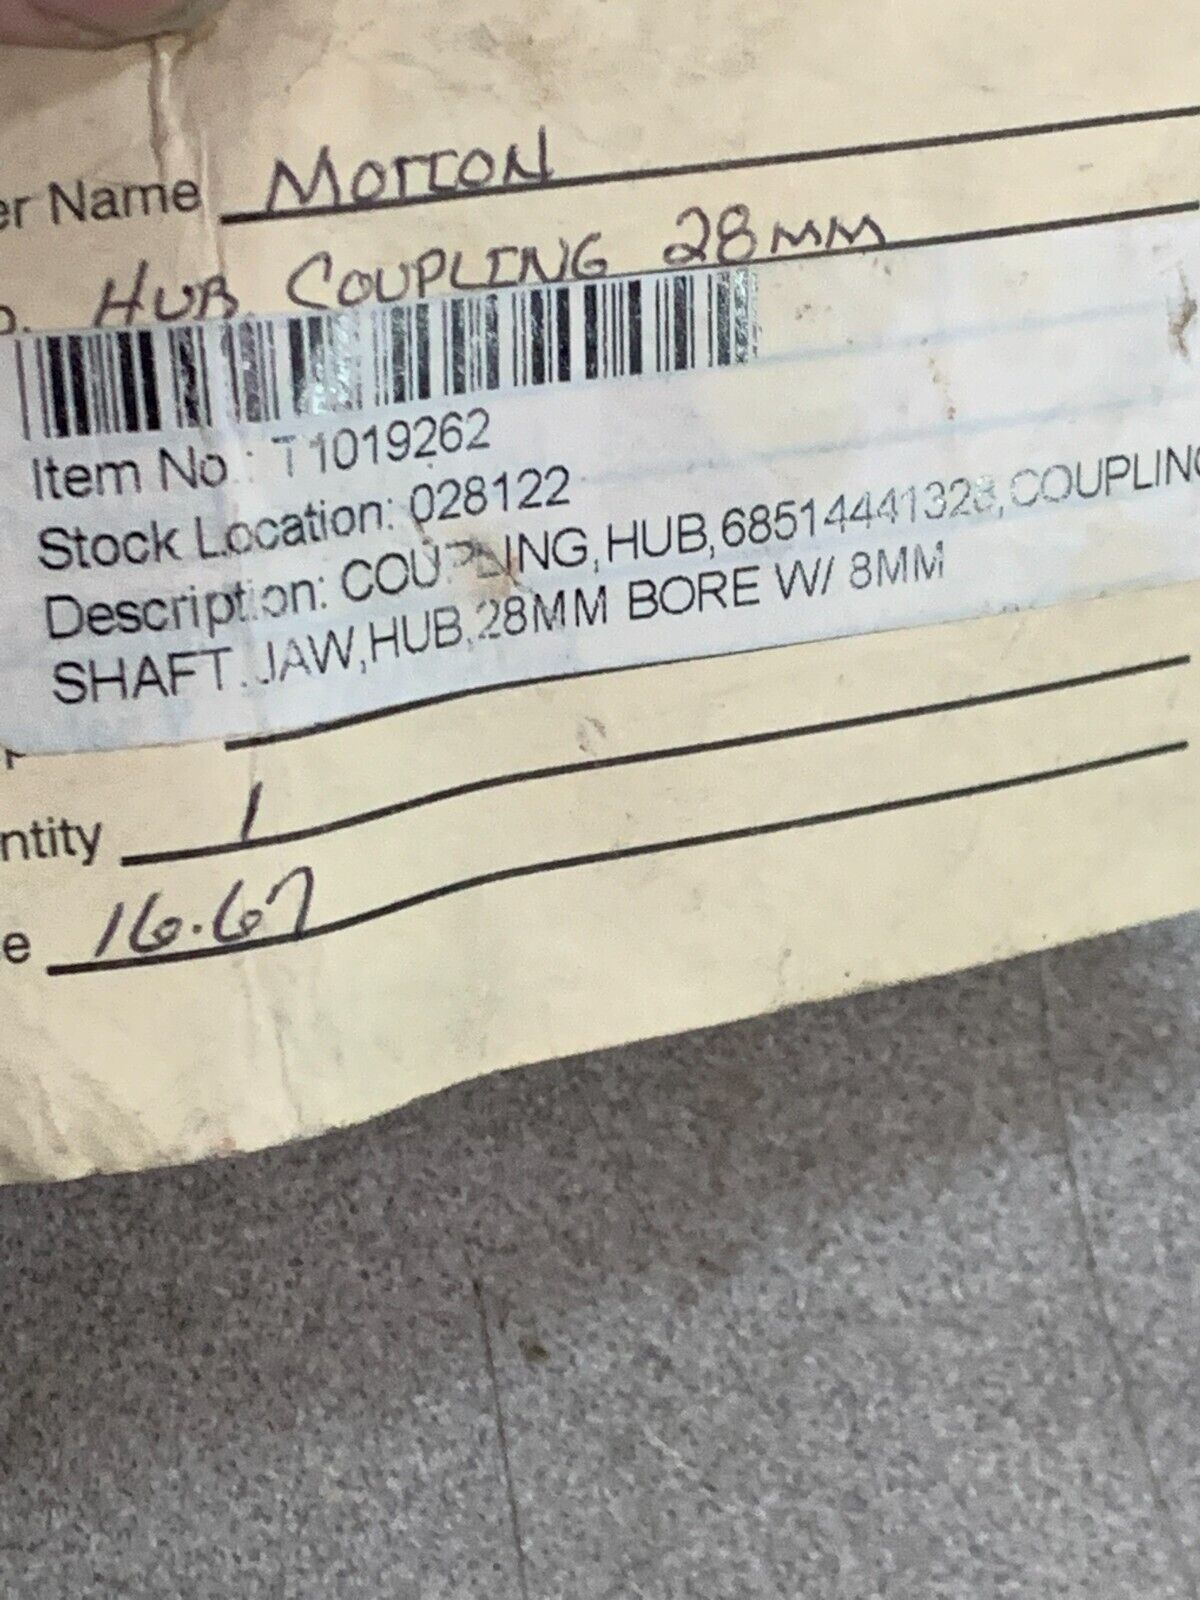 er Name MOTION
o. HUB COUPLING 28MM
Item No.: T1019262
Stock Location: 028122
Description: COUPLING,HUB,68514441328,COUPLING
SHAFT,JAW,HUB,28MM BORE W/ 8MM
ntity 1
e 16.67